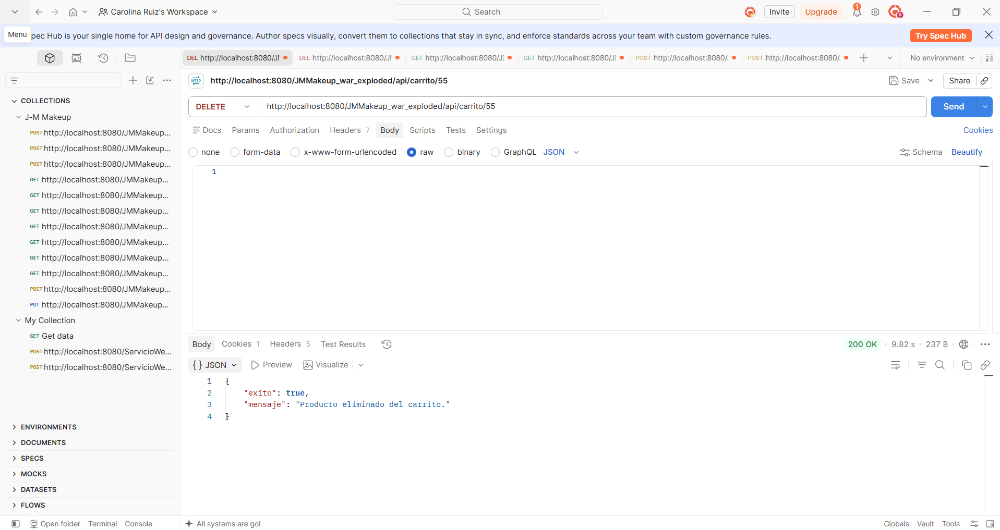 Carolina Ruiz's Workspace
Search
Invite
Upgrade
1
Menu
pec Hub is your single home for API design and governance. Author specs visually, convert them to collections that stay in sync, and enforce standards across your team with custom governance rules.
Try Spec Hub
DEL http://localhost:8080/JI
DEL http://localhost:8080/JI
GET http://localhost:8080/J
GET http://localhost:8080/J
POST http://localhost:8080/.
POST http://localhost:8080/.
No environment
HTTP
http://localhost:8080/JMMakeup_war_exploded/api/carrito/55
Save
Share
COLLECTIONS
J-M Makeup
POST http://localhost:8080/JMMakeup...
POST http://localhost:8080/JMMakeup...
POST http://localhost:8080/JMMakeup...
GET http://localhost:8080/JMMakeup...
GET http://localhost:8080/JMMakeup...
GET http://localhost:8080/JMMakeup...
GET http://localhost:8080/JMMakeup...
GET http://localhost:8080/JMMakeup...
GET http://localhost:8080/JMMakeup...
GET http://localhost:8080/JMMakeup...
POST http://localhost:8080/JMMakeup...
PUT http://localhost:8080/JMMakeup...
My Collection
GET Get data
POST http://localhost:8080/ServicioWe...
POST http://localhost:8080/ServicioWe...
ENVIRONMENTS
DOCUMENTS
SPECS
MOCKS
DATASETS
FLOWS
DELETE
http://localhost:8080/JMMakeup_war_exploded/api/carrito/55
Send
Docs
Params
Authorization
Headers 7
Body
Scripts
Tests
Settings
Cookies
none
form-data
x-www-form-urlencoded
raw
binary
GraphQL
JSON
Schema
Beautify
1
Body
Cookies 1
Headers 5
Test Results
200 OK
9.82 s
237 B
{} JSON
Preview
Visualize
1 {
2 "exito": true,
3 "mensaje": "Producto eliminado del carrito."
4 }
Open folder
Terminal
Console
All systems are go!
Globals
Vault
Tools